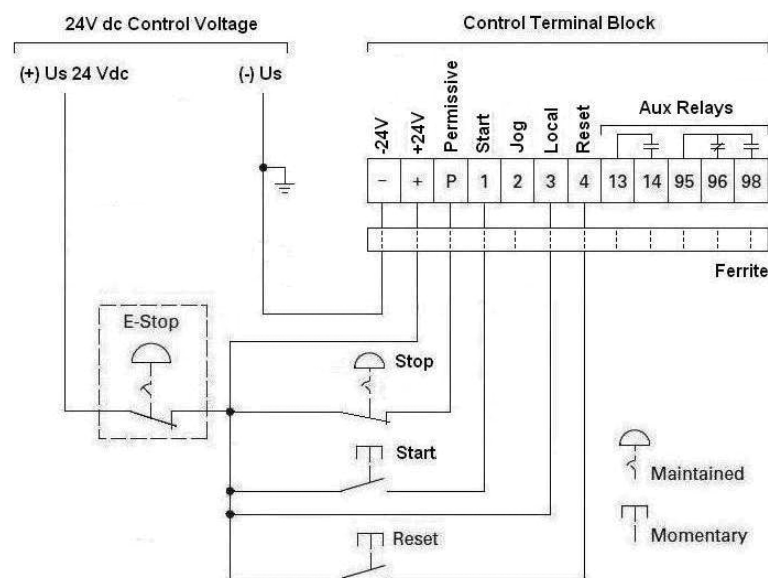 24V dc Control Voltage
Control Terminal Block
(+) Us 24 Vdc
(-) Us
-24V
+24V
Permissive
Start
Jog
Local
Reset
Aux Relays
− + P 1 2 3 4 13 14 95 96 98
Ferrite
E-Stop
Stop
Start
Maintained
Reset
Momentary